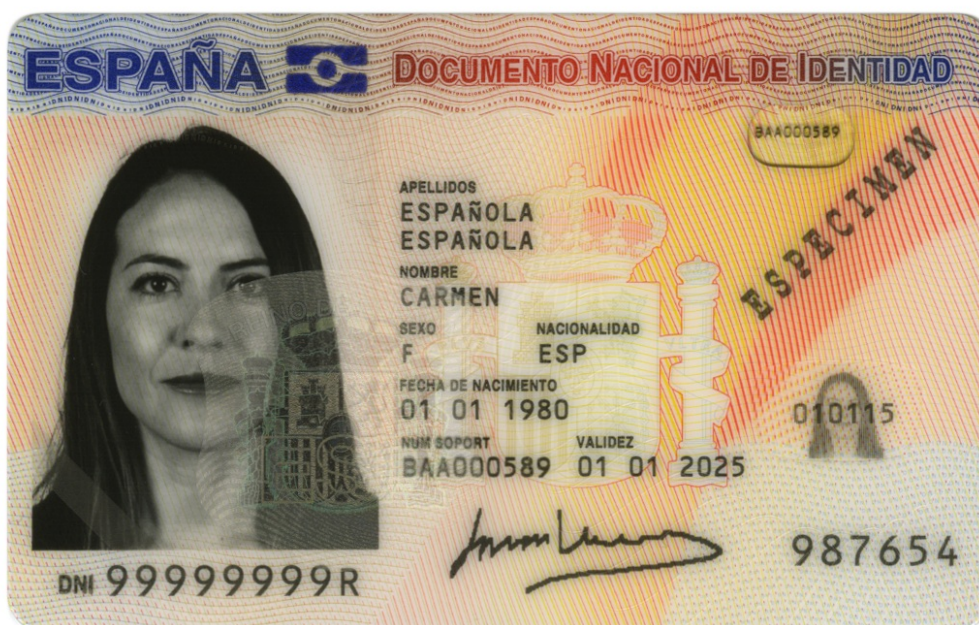 ESPAÑA DOCUMENTO NACIONAL DE IDENTIDAD
BAA000589
ESPECIMEN
APELLIDOS
ESPAÑOLA
ESPAÑOLA
NOMBRE
CARMEN
SEXO NACIONALIDAD
F ESP
FECHA DE NACIMIENTO
01 01 1980
010115
NUM SOPORT VALIDEZ
BAA000589 01 01 2025
987654
DNI 99999999R